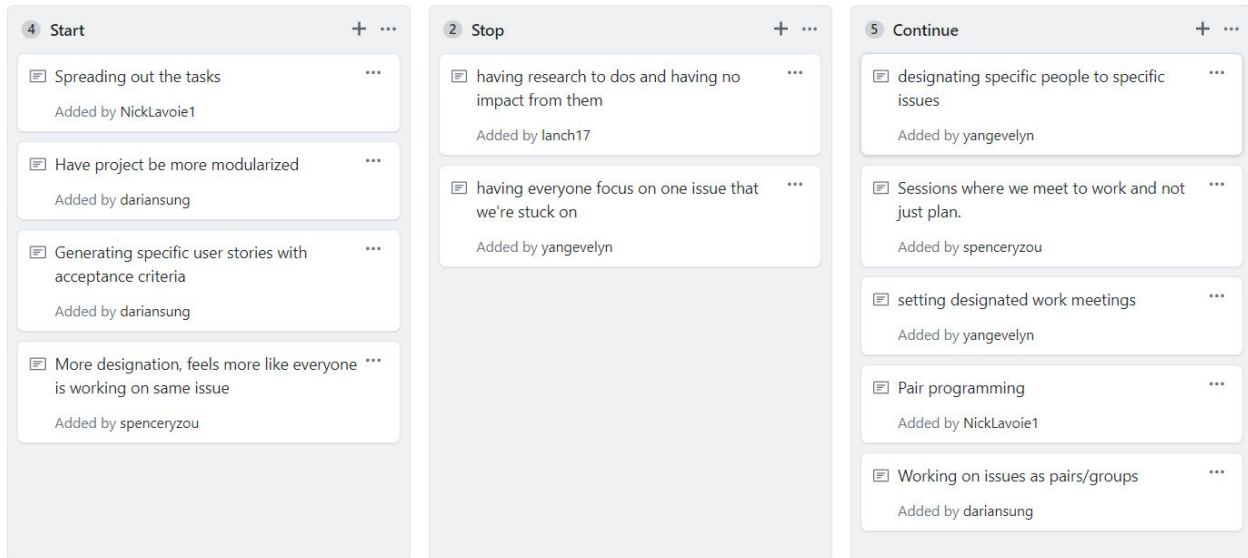 4 Start
Spreading out the tasks
Added by NickLavoie1
Have project be more modularized
Added by dariansung
Generating specific user stories with
acceptance criteria
Added by dariansung
More designation, feels more like everyone
is working on same issue
Added by spenceryzou
2 Stop
having research to dos and having no
impact from them
Added by lanch17
having everyone focus on one issue that
we're stuck on
Added by yangevelyn
5 Continue
designating specific people to specific
issues
Added by yangevelyn
Sessions where we meet to work and not
just plan.
Added by spenceryzou
setting designated work meetings
Added by yangevelyn
Pair programming
Added by NickLavoie1
Working on issues as pairs/groups
Added by dariansung